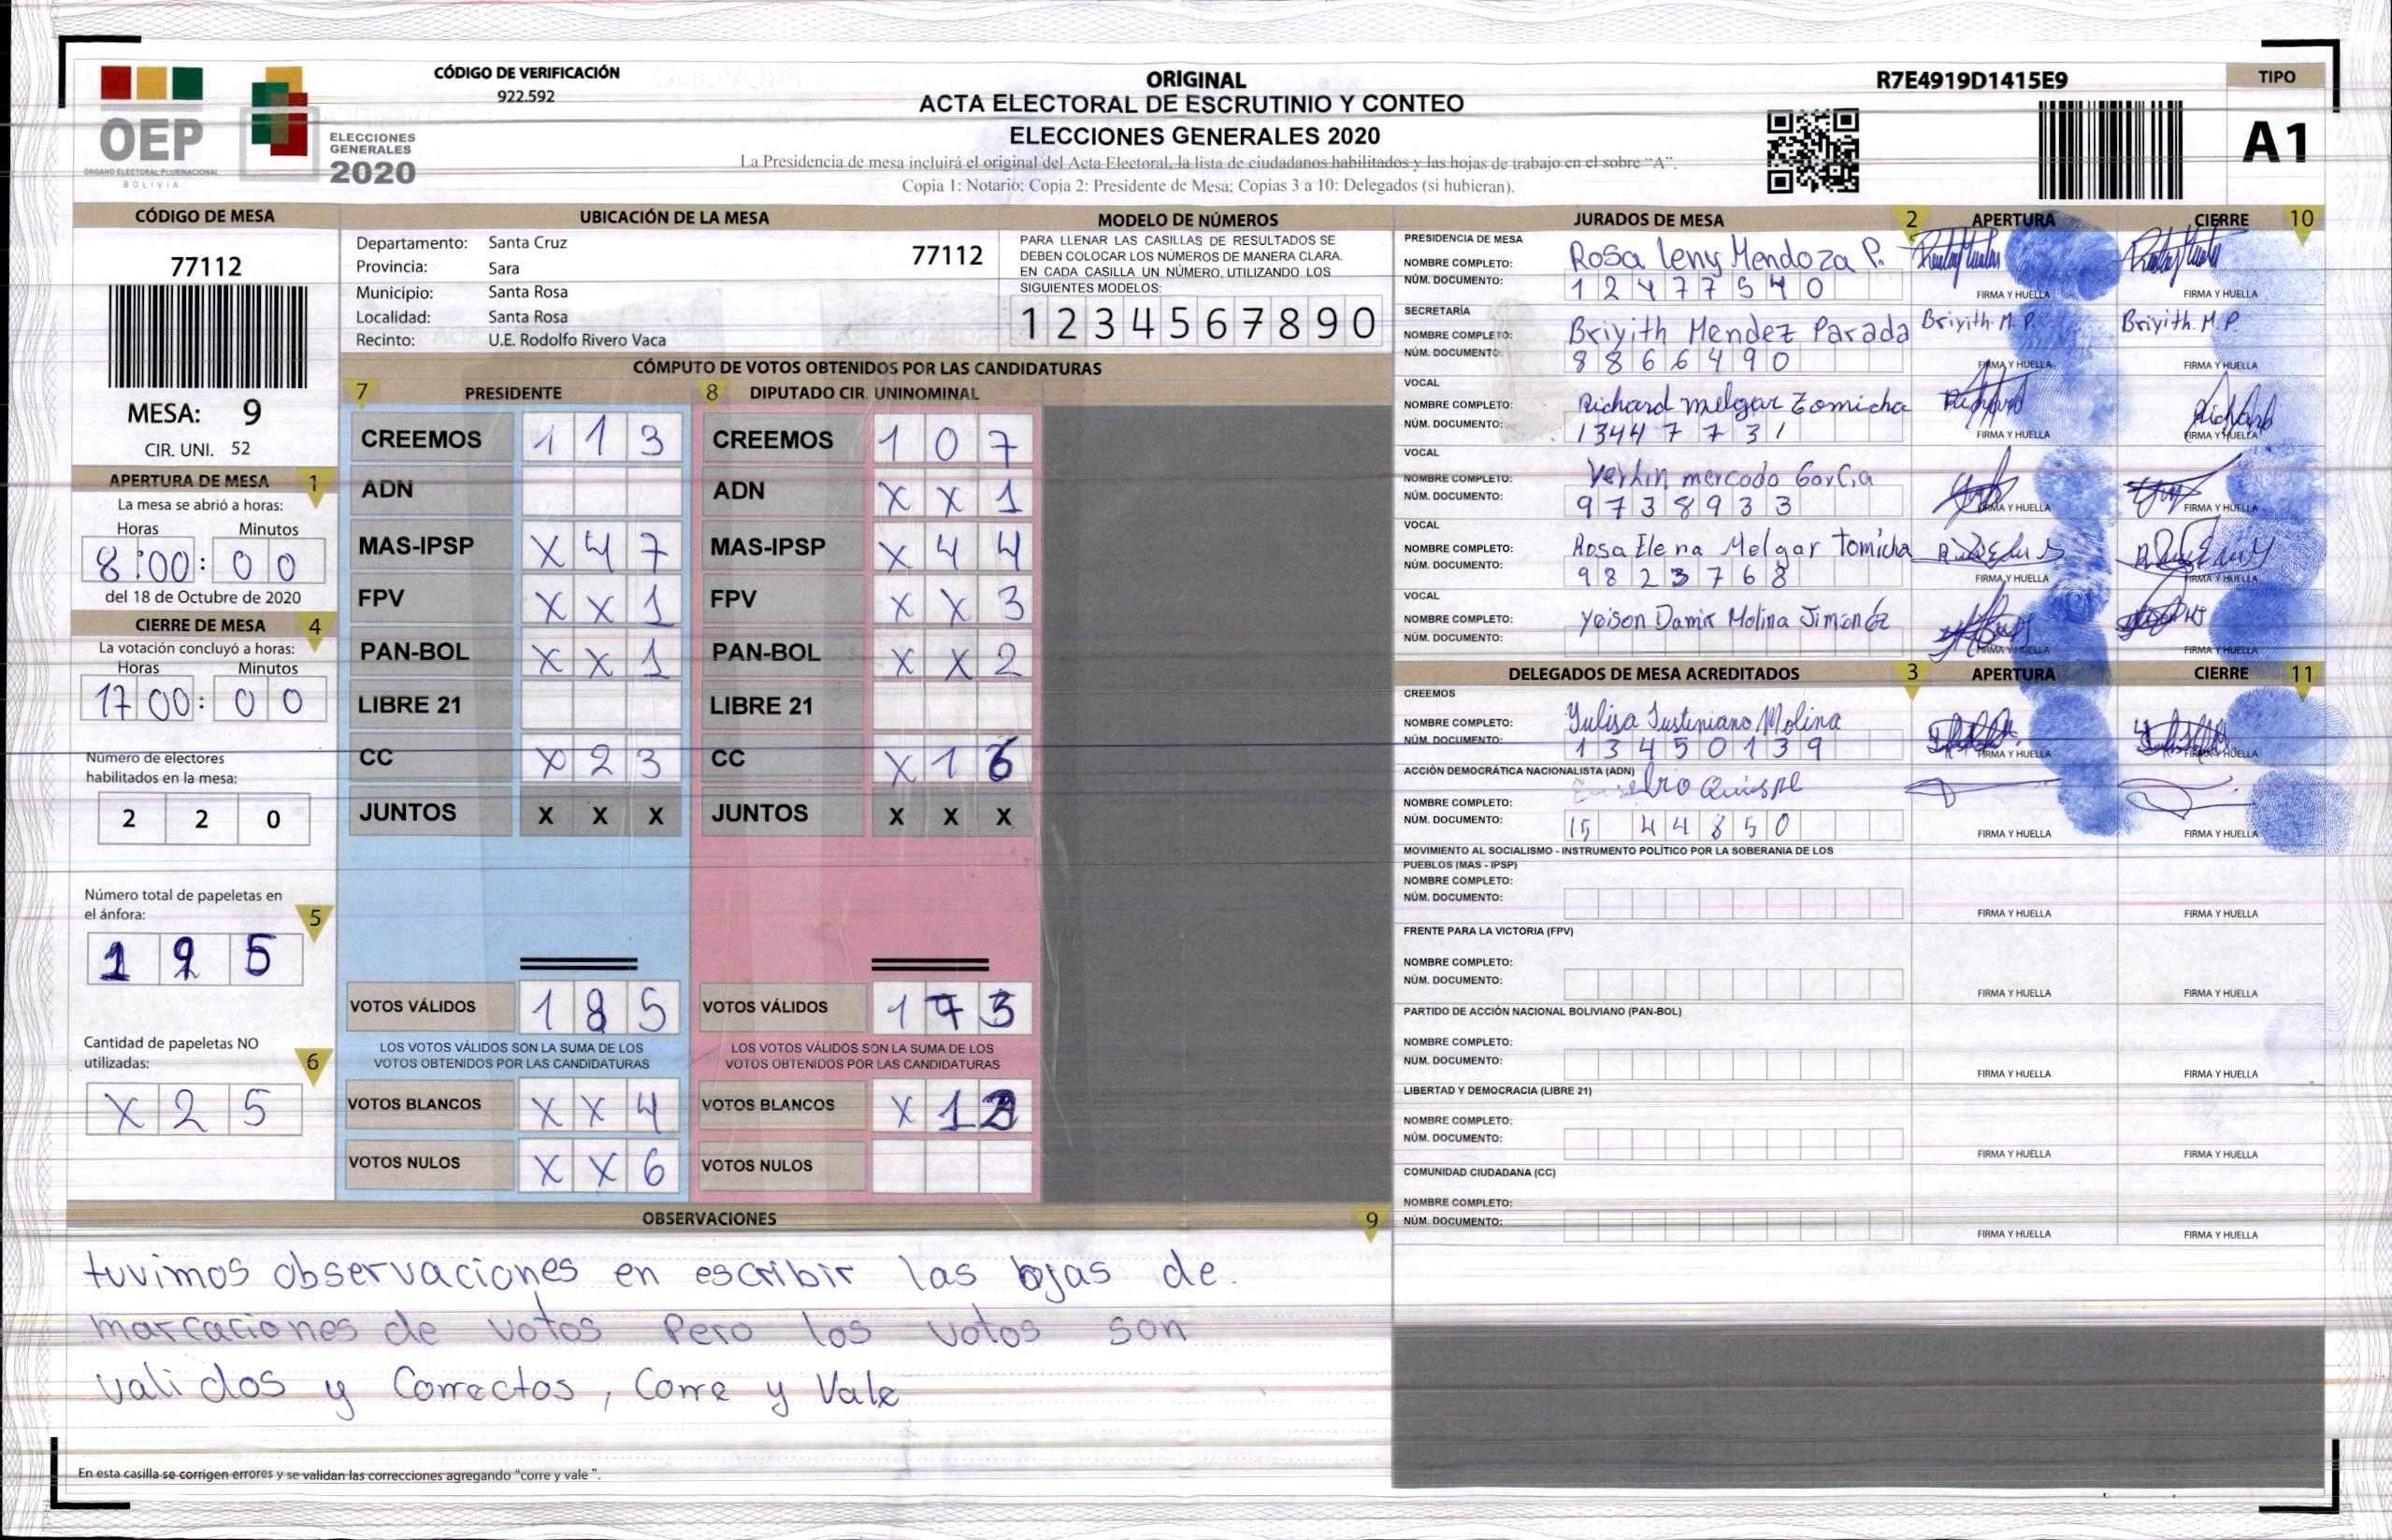 OEP
ÓRGANO ELECTORAL PLURINACIONAL
BOLIVIA
ELECCIONES
GENERALES
2020
CÓDIGO DE VERIFICACIÓN
922.592
ORIGINAL
ACTA ELECTORAL DE ESCRUTINIO Y CONTEO
ELECCIONES GENERALES 2020
La Presidencia de mesa incluirá el original del Acta Electoral, la lista de ciudadanos habilitados y las hojas de trabajo en el sobre "A".
Copia 1: Notario; Copia 2: Presidente de Mesa; Copias 3 a 10: Delegados (si hubieran).
R7E4919D1415E9
TIPO
A1
CÓDIGO DE MESA
77112
MESA: 9
CIR. UNI. 52
APERTURA DE MESA 1
La mesa se abrió a horas:
Horas Minutos
8:00 : 0 0
del 18 de Octubre de 2020
CIERRE DE MESA 4
La votación concluyó a horas:
Horas Minutos
17 00 : 0 0
Número de electores
habilitados en la mesa:
2 2 0
Número total de papeletas en
el ánfora: 5
1 9 5
Cantidad de papeletas NO
utilizadas: 6
X 2 5
UBICACIÓN DE LA MESA
Departamento: Santa Cruz 77112
Provincia: Sara
Municipio: Santa Rosa
Localidad: Santa Rosa
Recinto: U.E. Rodolfo Rivero Vaca
MODELO DE NÚMEROS
PARA LLENAR LAS CASILLAS DE RESULTADOS SE
DEBEN COLOCAR LOS NÚMEROS DE MANERA CLARA.
EN CADA CASILLA UN NÚMERO, UTILIZANDO LOS
SIGUIENTES MODELOS:
1 2 3 4 5 6 7 8 9 0
CÓMPUTO DE VOTOS OBTENIDOS POR LAS CANDIDATURAS
7 PRESIDENTE
CREEMOS 1 1 3
ADN
MAS-IPSP X 4 7
FPV X X 1
PAN-BOL X X 1
LIBRE 21
CC X 2 3
JUNTOS X X X
VOTOS VÁLIDOS 1 8 5
LOS VOTOS VÁLIDOS SON LA SUMA DE LOS
VOTOS OBTENIDOS POR LAS CANDIDATURAS
VOTOS BLANCOS X X 4
VOTOS NULOS X X 6
8 DIPUTADO CIR. UNINOMINAL
CREEMOS 1 0 7
ADN X X 1
MAS-IPSP X 4 4
FPV X X 3
PAN-BOL X X 2
LIBRE 21
CC X 1 6
JUNTOS X X X
VOTOS VÁLIDOS 1 7 3
LOS VOTOS VÁLIDOS SON LA SUMA DE LOS
VOTOS OBTENIDOS POR LAS CANDIDATURAS
VOTOS BLANCOS X 1
VOTOS NULOS
OBSERVACIONES 9
tuvimos observaciones en escribir las ojas de
marcaciones de votos Pero los votos son
validos y Correctos, Corre y Vale
En esta casilla se corrigen errores y se validan las correcciones agregando "corre y vale ".
JURADOS DE MESA 2 APERTURA CIERRE 10
PRESIDENCIA DE MESA
NOMBRE COMPLETO: Rosa leny Mendoza P.
NÚM. DOCUMENTO: 1 2 4 7 7 5 4 0
FIRMA Y HUELLA FIRMA Y HUELLA
SECRETARÍA
NOMBRE COMPLETO: Briyith Mendez Parada Briyith. M. P. Briyith. M. P
NÚM. DOCUMENTO: 8 8 6 6 4 9 0
FIRMA Y HUELLA FIRMA Y HUELLA
VOCAL
NOMBRE COMPLETO: Richard melgar Tomicha
NÚM. DOCUMENTO: 1 3 4 4 7 7 3 1
FIRMA Y HUELLA FIRMA Y HUELLA
VOCAL
NOMBRE COMPLETO: mercado Garcia
NÚM. DOCUMENTO: 9 7 3 8 9 3 3
FIRMA Y HUELLA FIRMA Y HUELLA
VOCAL
NOMBRE COMPLETO: Rosa Elena Melgar tomicha
NÚM. DOCUMENTO: 9 8 2 3 7 6 8
FIRMA Y HUELLA FIRMA Y HUELLA
VOCAL
NOMBRE COMPLETO: Yeison Damir Molina Jimenéz
NÚM. DOCUMENTO:
FIRMA Y HUELLA FIRMA Y HUELLA
DELEGADOS DE MESA ACREDITADOS 3 APERTURA CIERRE 11
CREEMOS
NOMBRE COMPLETO: Yulisa Justiniano Molina
NÚM. DOCUMENTO: 1 3 4 5 0 1 3 9
FIRMA Y HUELLA FIRMA Y HUELLA
ACCIÓN DEMOCRÁTICA NACIONALISTA (ADN)
NOMBRE COMPLETO: Quispe
NÚM. DOCUMENTO: 15 4 4 8 5 0
FIRMA Y HUELLA FIRMA Y HUELLA
MOVIMIENTO AL SOCIALISMO - INSTRUMENTO POLÍTICO POR LA SOBERANIA DE LOS
PUEBLOS (MAS - IPSP)
NOMBRE COMPLETO:
NÚM. DOCUMENTO:
FIRMA Y HUELLA FIRMA Y HUELLA
FRENTE PARA LA VICTORIA (FPV)
NOMBRE COMPLETO:
NÚM. DOCUMENTO:
FIRMA Y HUELLA FIRMA Y HUELLA
PARTIDO DE ACCIÓN NACIONAL BOLIVIANO (PAN-BOL)
NOMBRE COMPLETO:
NÚM. DOCUMENTO:
FIRMA Y HUELLA FIRMA Y HUELLA
LIBERTAD Y DEMOCRACIA (LIBRE 21)
NOMBRE COMPLETO:
NÚM. DOCUMENTO:
FIRMA Y HUELLA FIRMA Y HUELLA
COMUNIDAD CIUDADANA (CC)
NOMBRE COMPLETO:
NÚM. DOCUMENTO:
FIRMA Y HUELLA FIRMA Y HUELLA